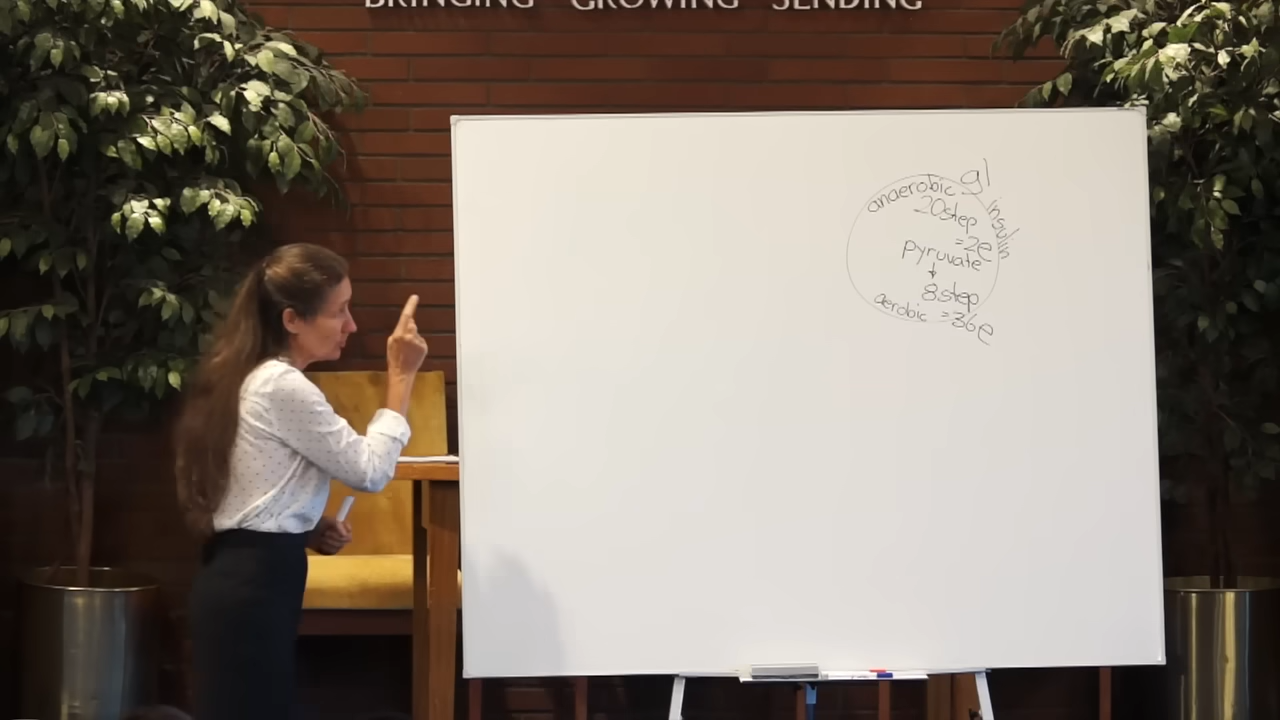 BRINGING GROWING SENDING
gl
anaerobic
insulin
20step
=2e
pyruvate
↓
8step
aerobic =36e